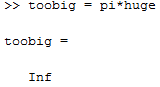 >> toobig = pi*huge
toobig =
Inf